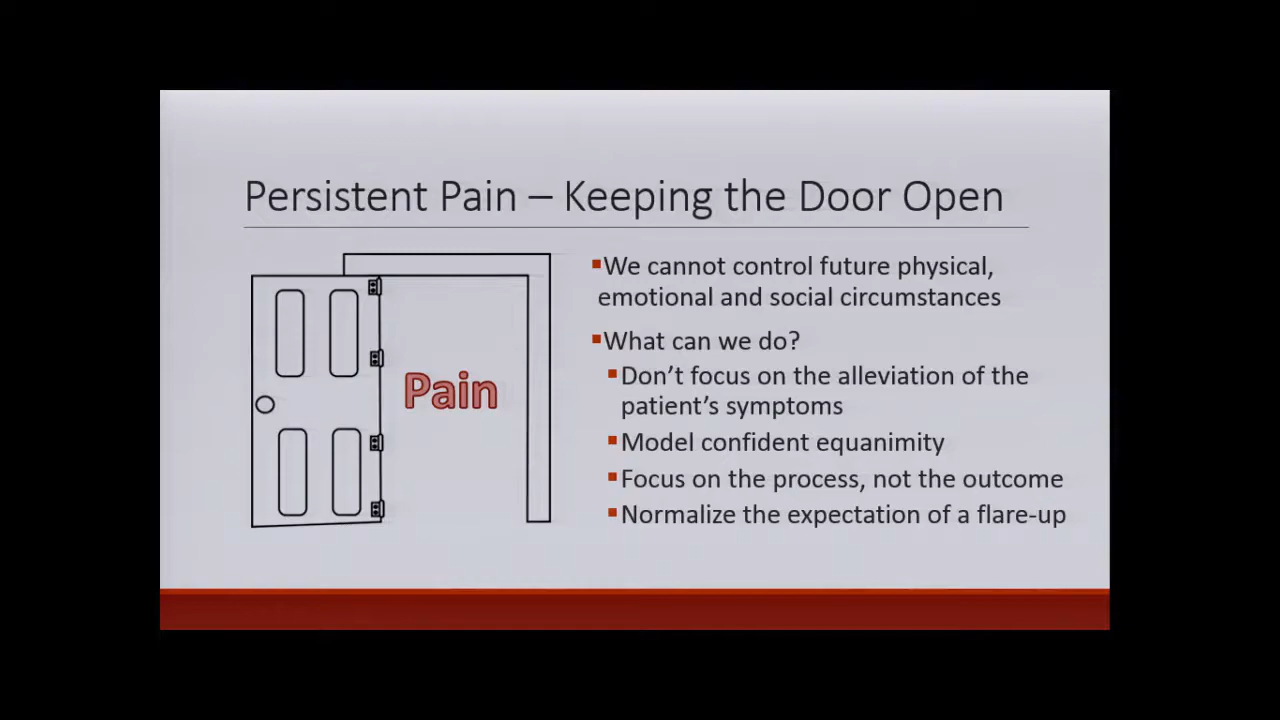 Persistent Pain – Keeping the Door Open
We cannot control future physical,
emotional and social circumstances
What can we do?
Don’t focus on the alleviation of the
patient’s symptoms
Model confident equanimity
Focus on the process, not the outcome
Normalize the expectation of a flare-up
Pain